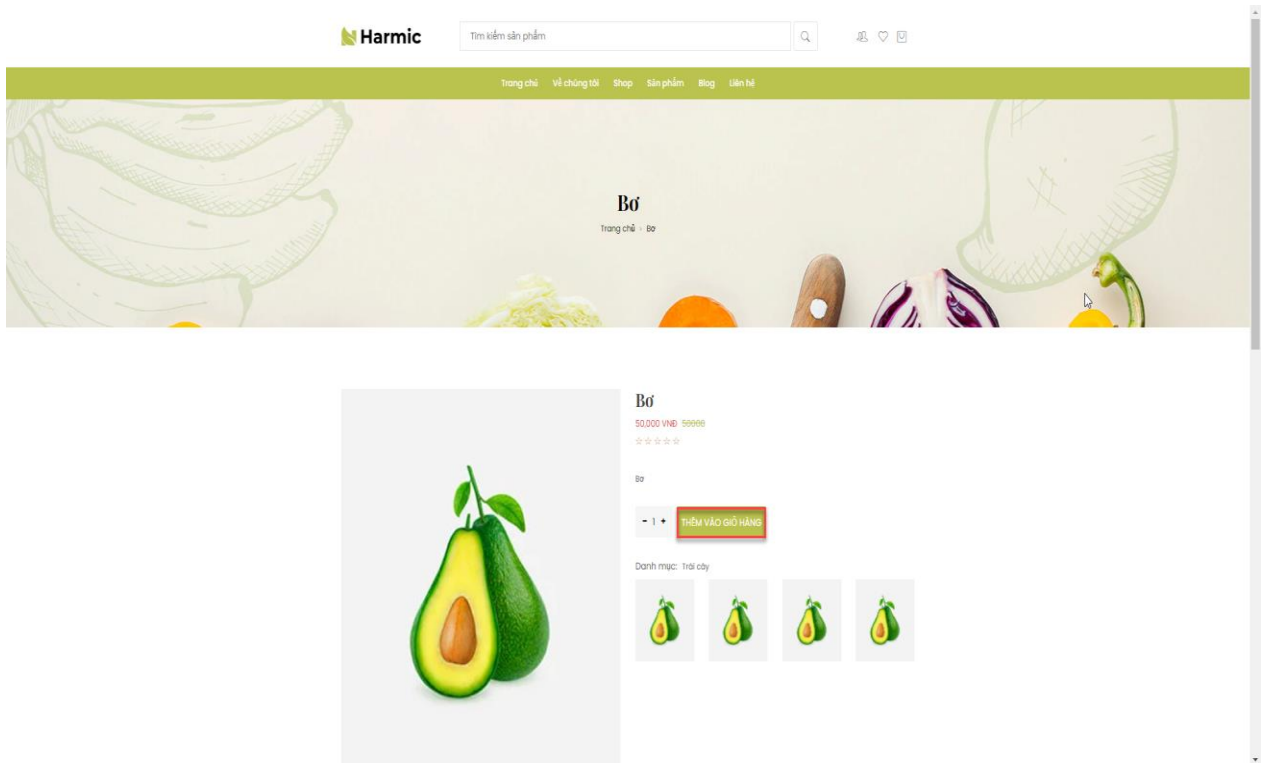 Harmic
Tìm kiếm sản phẩm
Trang chủ Về chúng tôi Shop Sản phẩm Blog Liên hệ
Bơ
Trang chủ › Bơ
Bơ
50,000 VNĐ 50000
Bơ
- 1 + THÊM VÀO GIỎ HÀNG
Danh mục: Trái cây